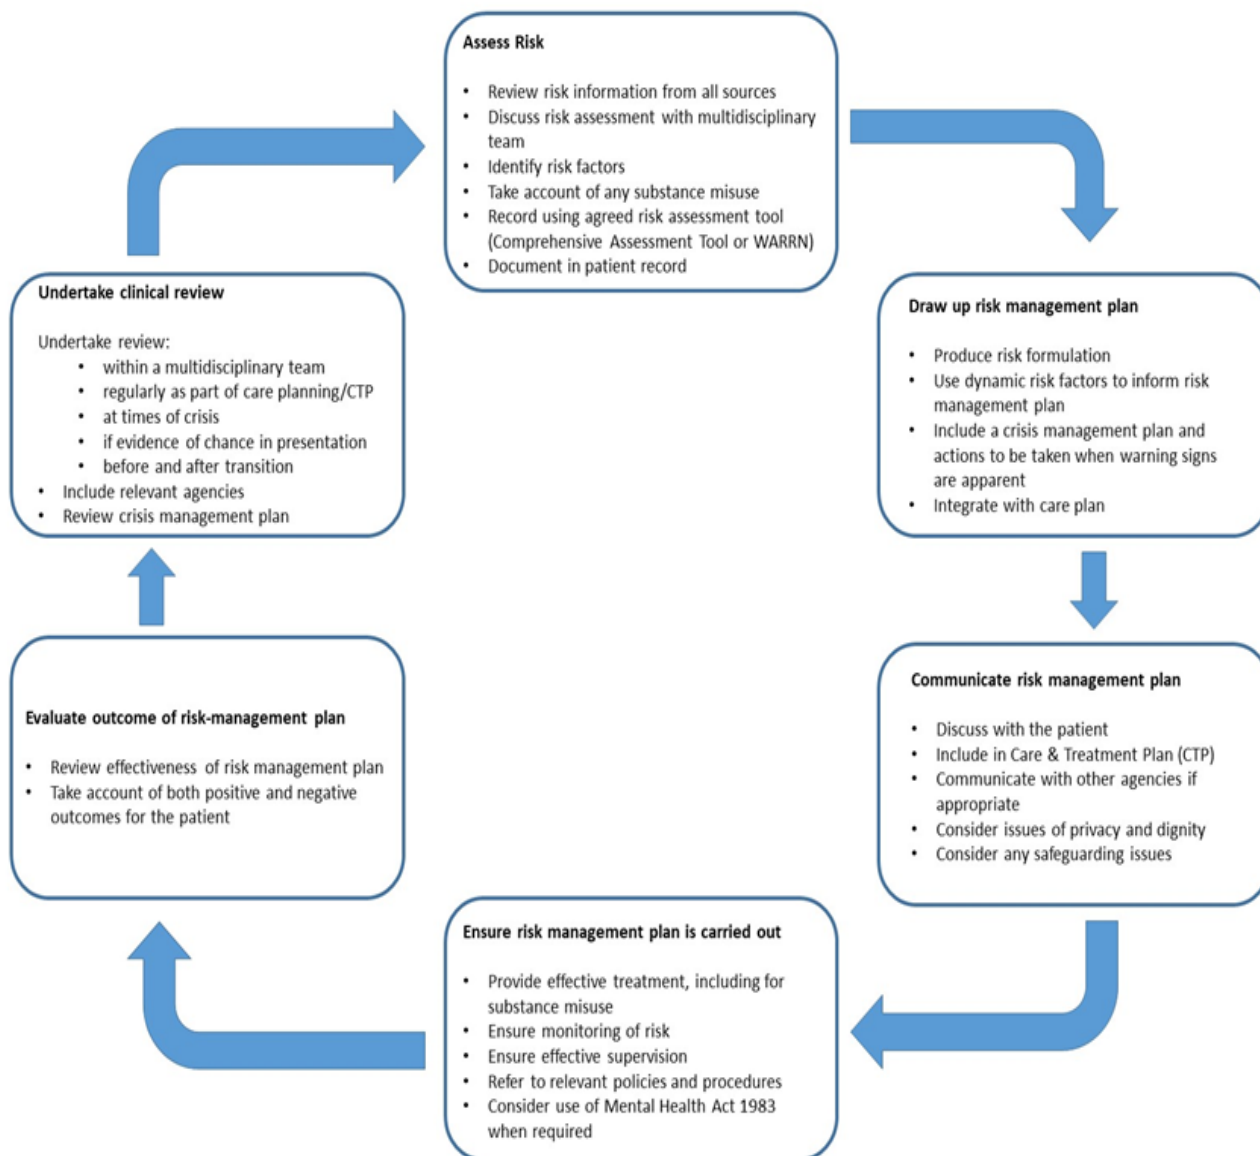 Assess Risk
• Review risk information from all sources
• Discuss risk assessment with multidisciplinary
team
• Identify risk factors
• Take account of any substance misuse
• Record using agreed risk assessment tool
(Comprehensive Assessment Tool or WARRN)
• Document in patient record
Draw up risk management plan
• Produce risk formulation
• Use dynamic risk factors to inform risk
management plan
• Include a crisis management plan and
actions to be taken when warning signs
are apparent
• Integrate with care plan
Communicate risk management plan
• Discuss with the patient
• Include in Care & Treatment Plan (CTP)
• Communicate with other agencies if
appropriate
• Consider issues of privacy and dignity
• Consider any safeguarding issues
Ensure risk management plan is carried out
• Provide effective treatment, including for
substance misuse
• Ensure monitoring of risk
• Ensure effective supervision
• Refer to relevant policies and procedures
• Consider use of Mental Health Act 1983
when required
Evaluate outcome of risk-management plan
• Review effectiveness of risk management plan
• Take account of both positive and negative
outcomes for the patient
Undertake clinical review
Undertake review:
• within a multidisciplinary team
• regularly as part of care planning/CTP
• at times of crisis
• if evidence of chance in presentation
• before and after transition
• Include relevant agencies
• Review crisis management plan